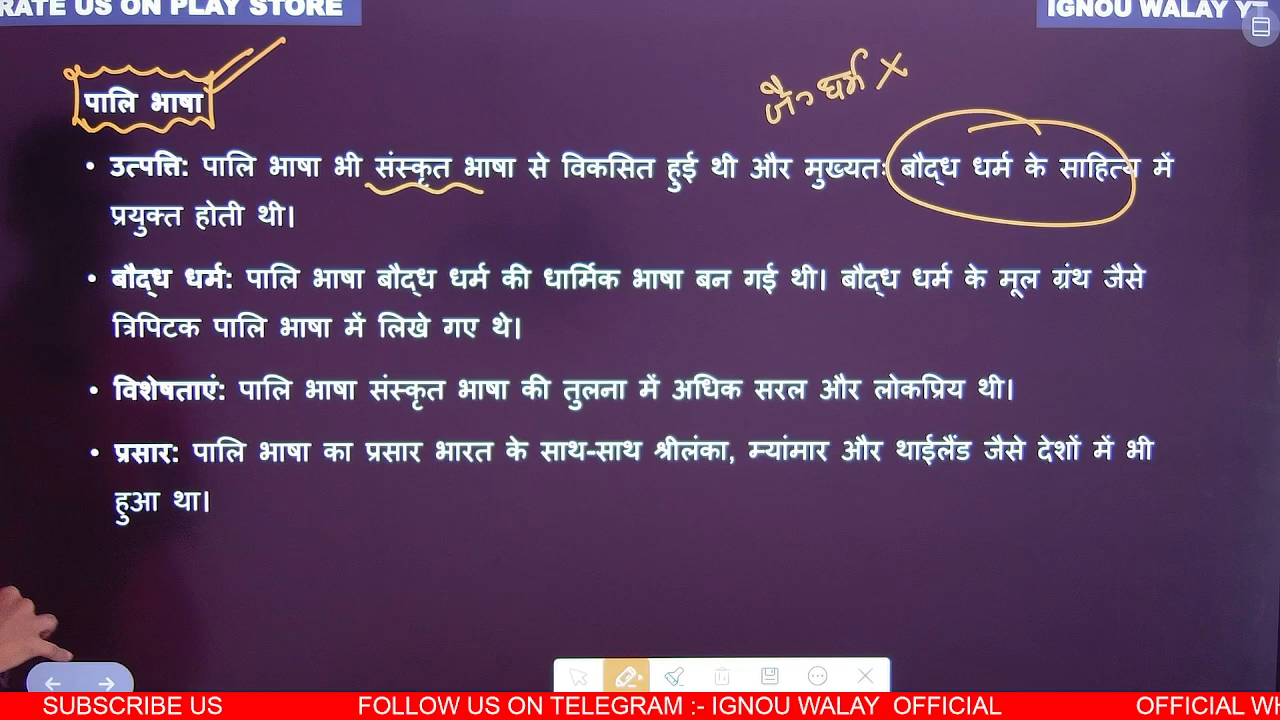 RATE US ON PLAY STORE
IGNOU WALAY YT
जैन धर्म X
पालि भाषा
• उत्पत्ति: पालि भाषा भी संस्कृत भाषा से विकसित हुई थी और मुख्यतः बौद्ध धर्म के साहित्य में
प्रयुक्त होती थी।
• बौद्ध धर्म: पालि भाषा बौद्ध धर्म की धार्मिक भाषा बन गई थी। बौद्ध धर्म के मूल ग्रंथ जैसे
त्रिपिटक पालि भाषा में लिखे गए थे।
• विशेषताएं: पालि भाषा संस्कृत भाषा की तुलना में अधिक सरल और लोकप्रिय थी।
• प्रसार: पालि भाषा का प्रसार भारत के साथ-साथ श्रीलंका, म्यांमार और थाईलैंड जैसे देशों में भी
हुआ था।
SUBSCRIBE US FOLLOW US ON TELEGRAM :- IGNOU WALAY OFFICIAL OFFICIAL WH